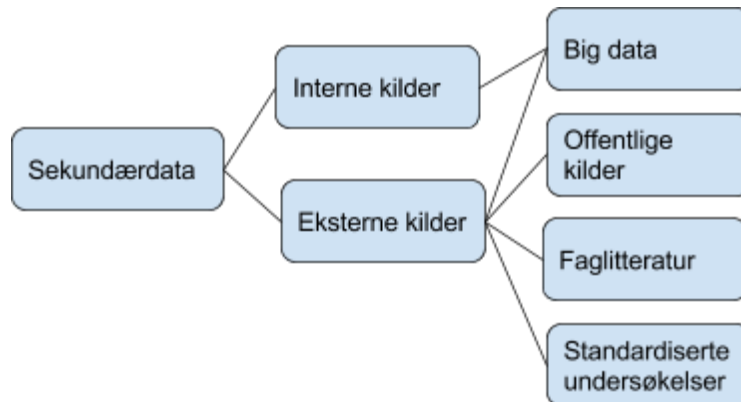 Sekundærdata
Interne kilder
Eksterne kilder
Big data
Offentlige
kilder
Faglitteratur
Standardiserte
undersøkelser